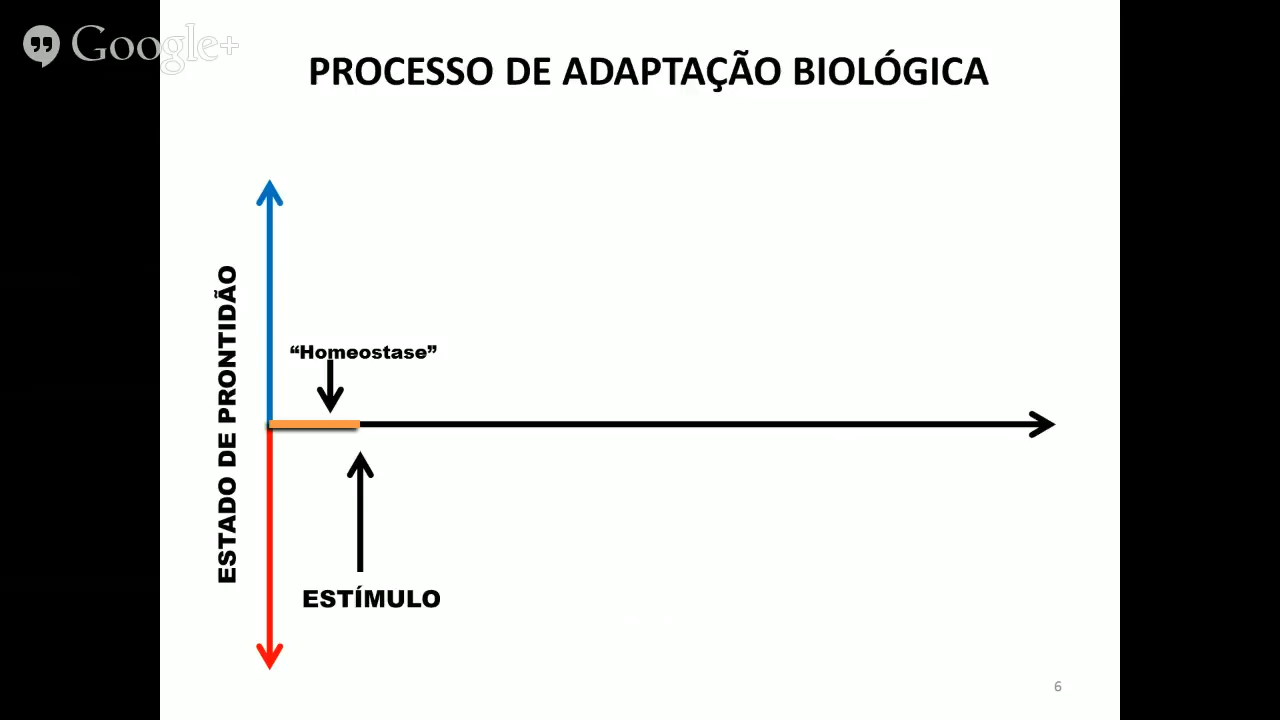 Google+
PROCESSO DE ADAPTAÇÃO BIOLÓGICA
ESTADO DE PRONTIDÃO
“Homeostase”
ESTÍMULO
6